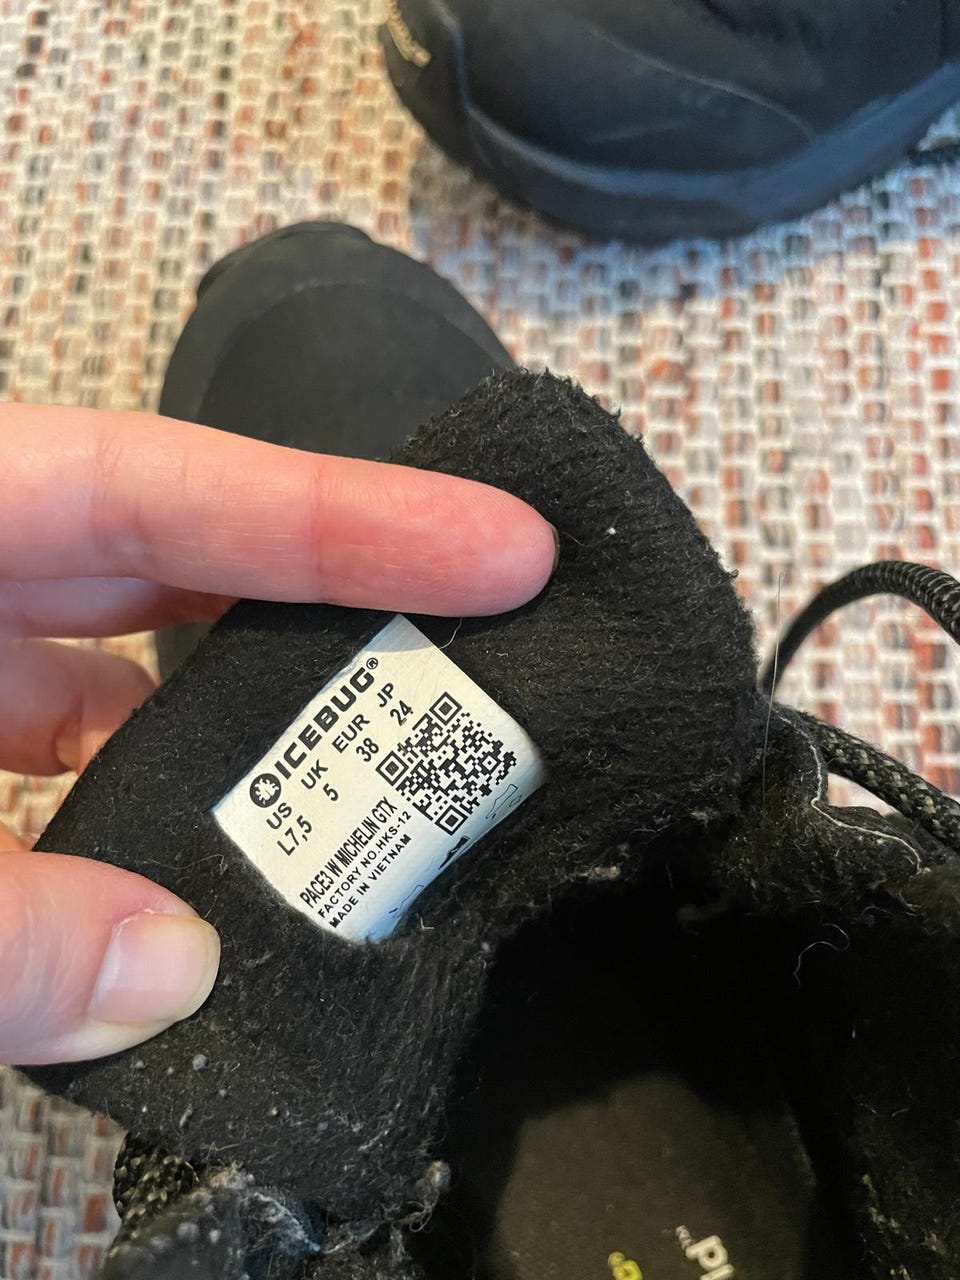 ICEBUG®
US UK EUR JP
L7,5 5 38 24
PACE3 W MICHELIN GTX
FACTORY NO.HKS-12
MADE IN VIETNAM